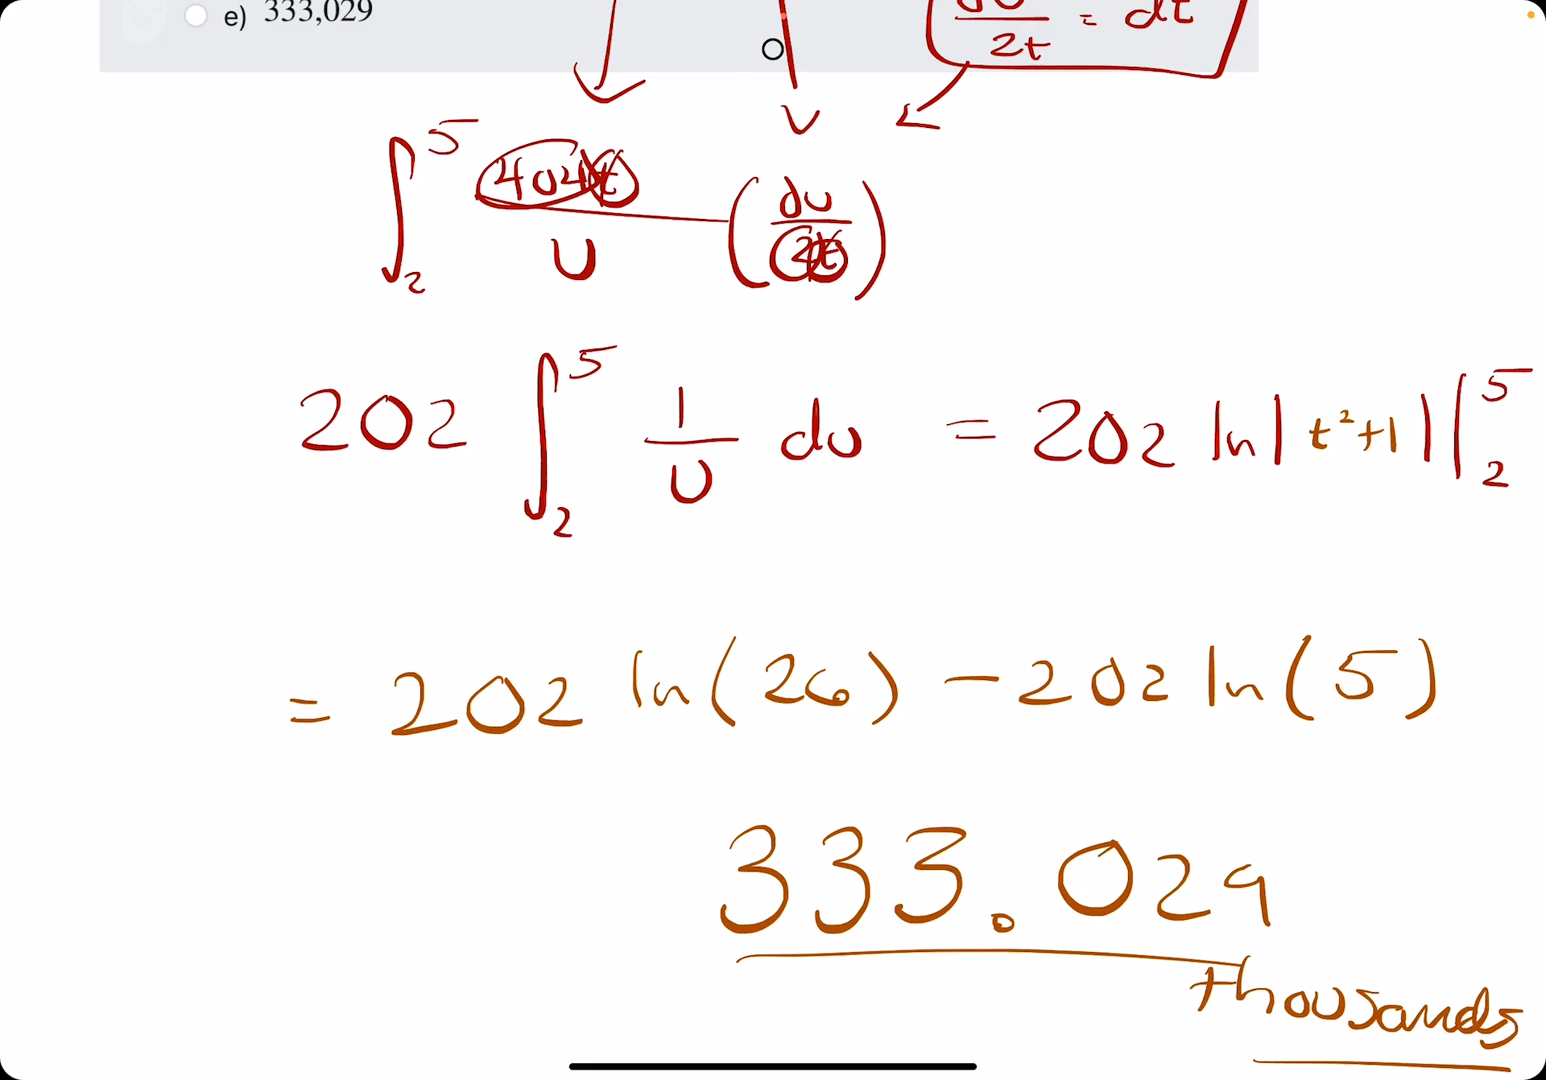 e) 333,029
du/2t = dt
∫₂⁵ 404t/u (du/2t)
202 ∫₂⁵ 1/u du = 202 ln|t²+1| |₂⁵
= 202 ln(26) - 202 ln(5)
333.029
thousands